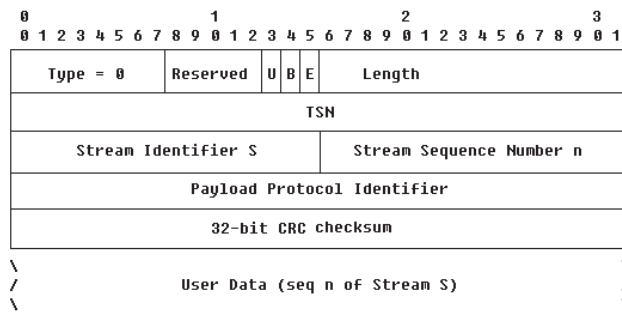 0 1 2 3
0 1 2 3 4 5 6 7 8 9 0 1 2 3 4 5 6 7 8 9 0 1 2 3 4 5 6 7 8 9 0 1
Type = 0 Reserved U B E Length
TSN
Stream Identifier S Stream Sequence Number n
Payload Protocol Identifier
32-bit CRC checksum
\
/ User Data (seq n of Stream S)
\